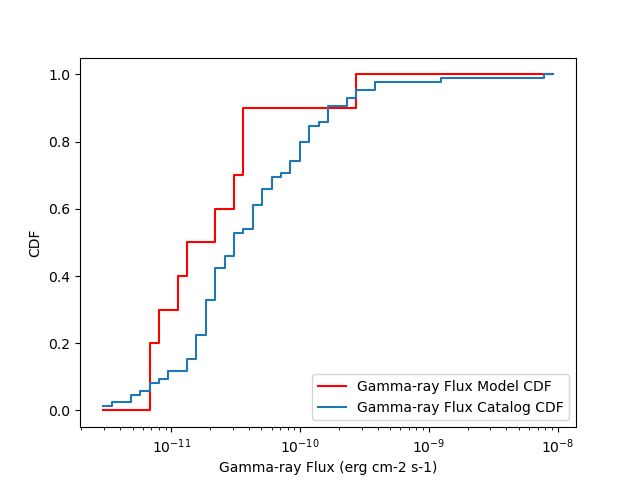 1.0
0.8
0.6
0.4
0.2
0.0
CDF
10⁻¹¹
10⁻¹⁰
10⁻⁹
10⁻⁸
Gamma-ray Flux (erg cm-2 s-1)
Gamma-ray Flux Model CDF
Gamma-ray Flux Catalog CDF